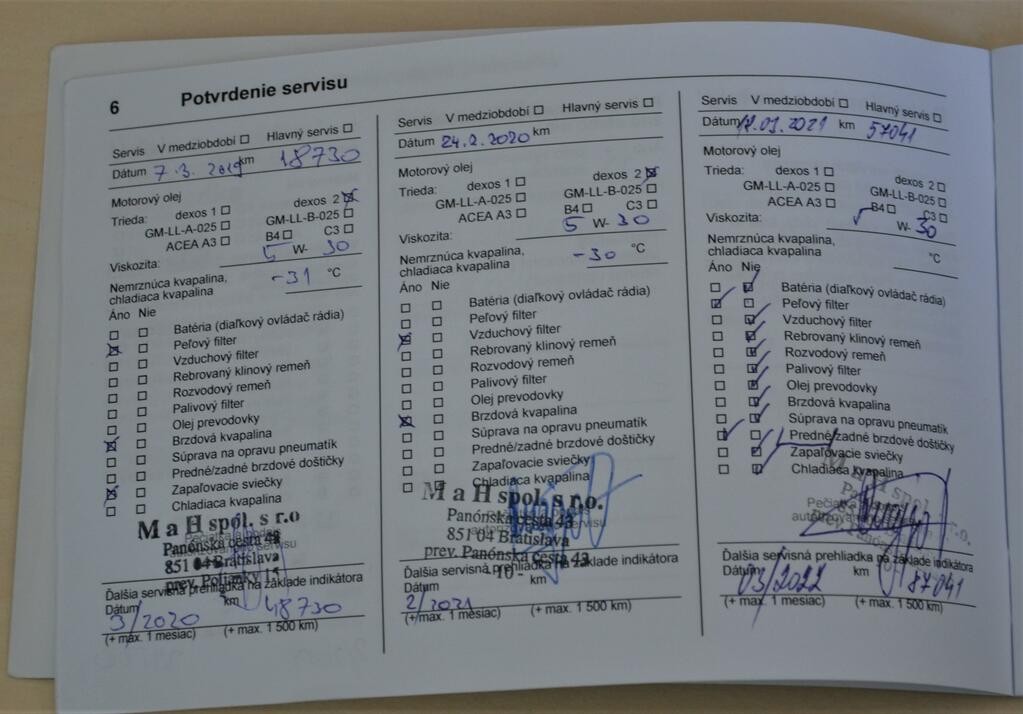 6 Potvrdenie servisu
Servis V medziobdobí Hlavný servis
Dátum 7.3. 2019 km 18730
Motorový olej
Trieda: dexos 1 dexos 2
GM-LL-A-025 GM-LL-B-025
ACEA A3 B4 C3
Viskozita: 5 W- 30
Nemrznúca kvapalina,
chladiaca kvapalina -31 °C
Áno Nie
Batéria (diaľkový ovládač rádia)
Peľový filter
Vzduchový filter
Rebrovaný klinový remeň
Rozvodový remeň
Palivový filter
Olej prevodovky
Brzdová kvapalina
Súprava na opravu pneumatík
Predné/zadné brzdové doštičky
Zapaľovacie sviečky
Chladiaca kvapalina
M a H spol. s r.o
Panónska cesta 43
851 04 Bratislava
prev. Polianky
Ďalšia servisná prehliadka na základe indikátora
Dátum km
3/2020 48730
(+ max. 1 mesiac) (+ max. 1 500 km)
Servis V medziobdobí Hlavný servis
Dátum 24.2.2020 km
Motorový olej
Trieda: dexos 1 dexos 2
GM-LL-A-025 GM-LL-B-025
ACEA A3 B4 C3
Viskozita: 5 W- 30
Nemrznúca kvapalina,
chladiaca kvapalina -30 °C
Áno Nie
Batéria (diaľkový ovládač rádia)
Peľový filter
Vzduchový filter
Rebrovaný klinový remeň
Rozvodový remeň
Palivový filter
Olej prevodovky
Brzdová kvapalina
Súprava na opravu pneumatík
Predné/zadné brzdové doštičky
Zapaľovacie sviečky
Chladiaca kvapalina
M a H spol. s r.o.
Panónska cesta 43
851 04 Bratislava
prev. Panónska cesta 43
Ďalšia servisná prehliadka na základe indikátora
- 10 -
Dátum km
2/2021
(+/max. 1 mesiac) (+ max. 1 500 km)
Servis V medziobdobí Hlavný servis
Dátum .2021 km 57041
Motorový olej
Trieda: dexos 1 dexos 2
GM-LL-A-025 GM-LL-B-025
ACEA A3 B4 C3
Viskozita: W- 30
Nemrznúca kvapalina,
chladiaca kvapalina °C
Áno Nie
Batéria (diaľkový ovládač rádia)
Peľový filter
Vzduchový filter
Rebrovaný klinový remeň
Rozvodový remeň
Palivový filter
Olej prevodovky
Brzdová kvapalina
Súprava na opravu pneumatík
Predné/zadné brzdové doštičky
Zapaľovacie sviečky
Chladiaca kvapalina
Ďalšia servisná prehliadka na základe indikátora
Dátum km
03/2022 87041
(+ max. 1 mesiac) (+ max. 1 500 km)